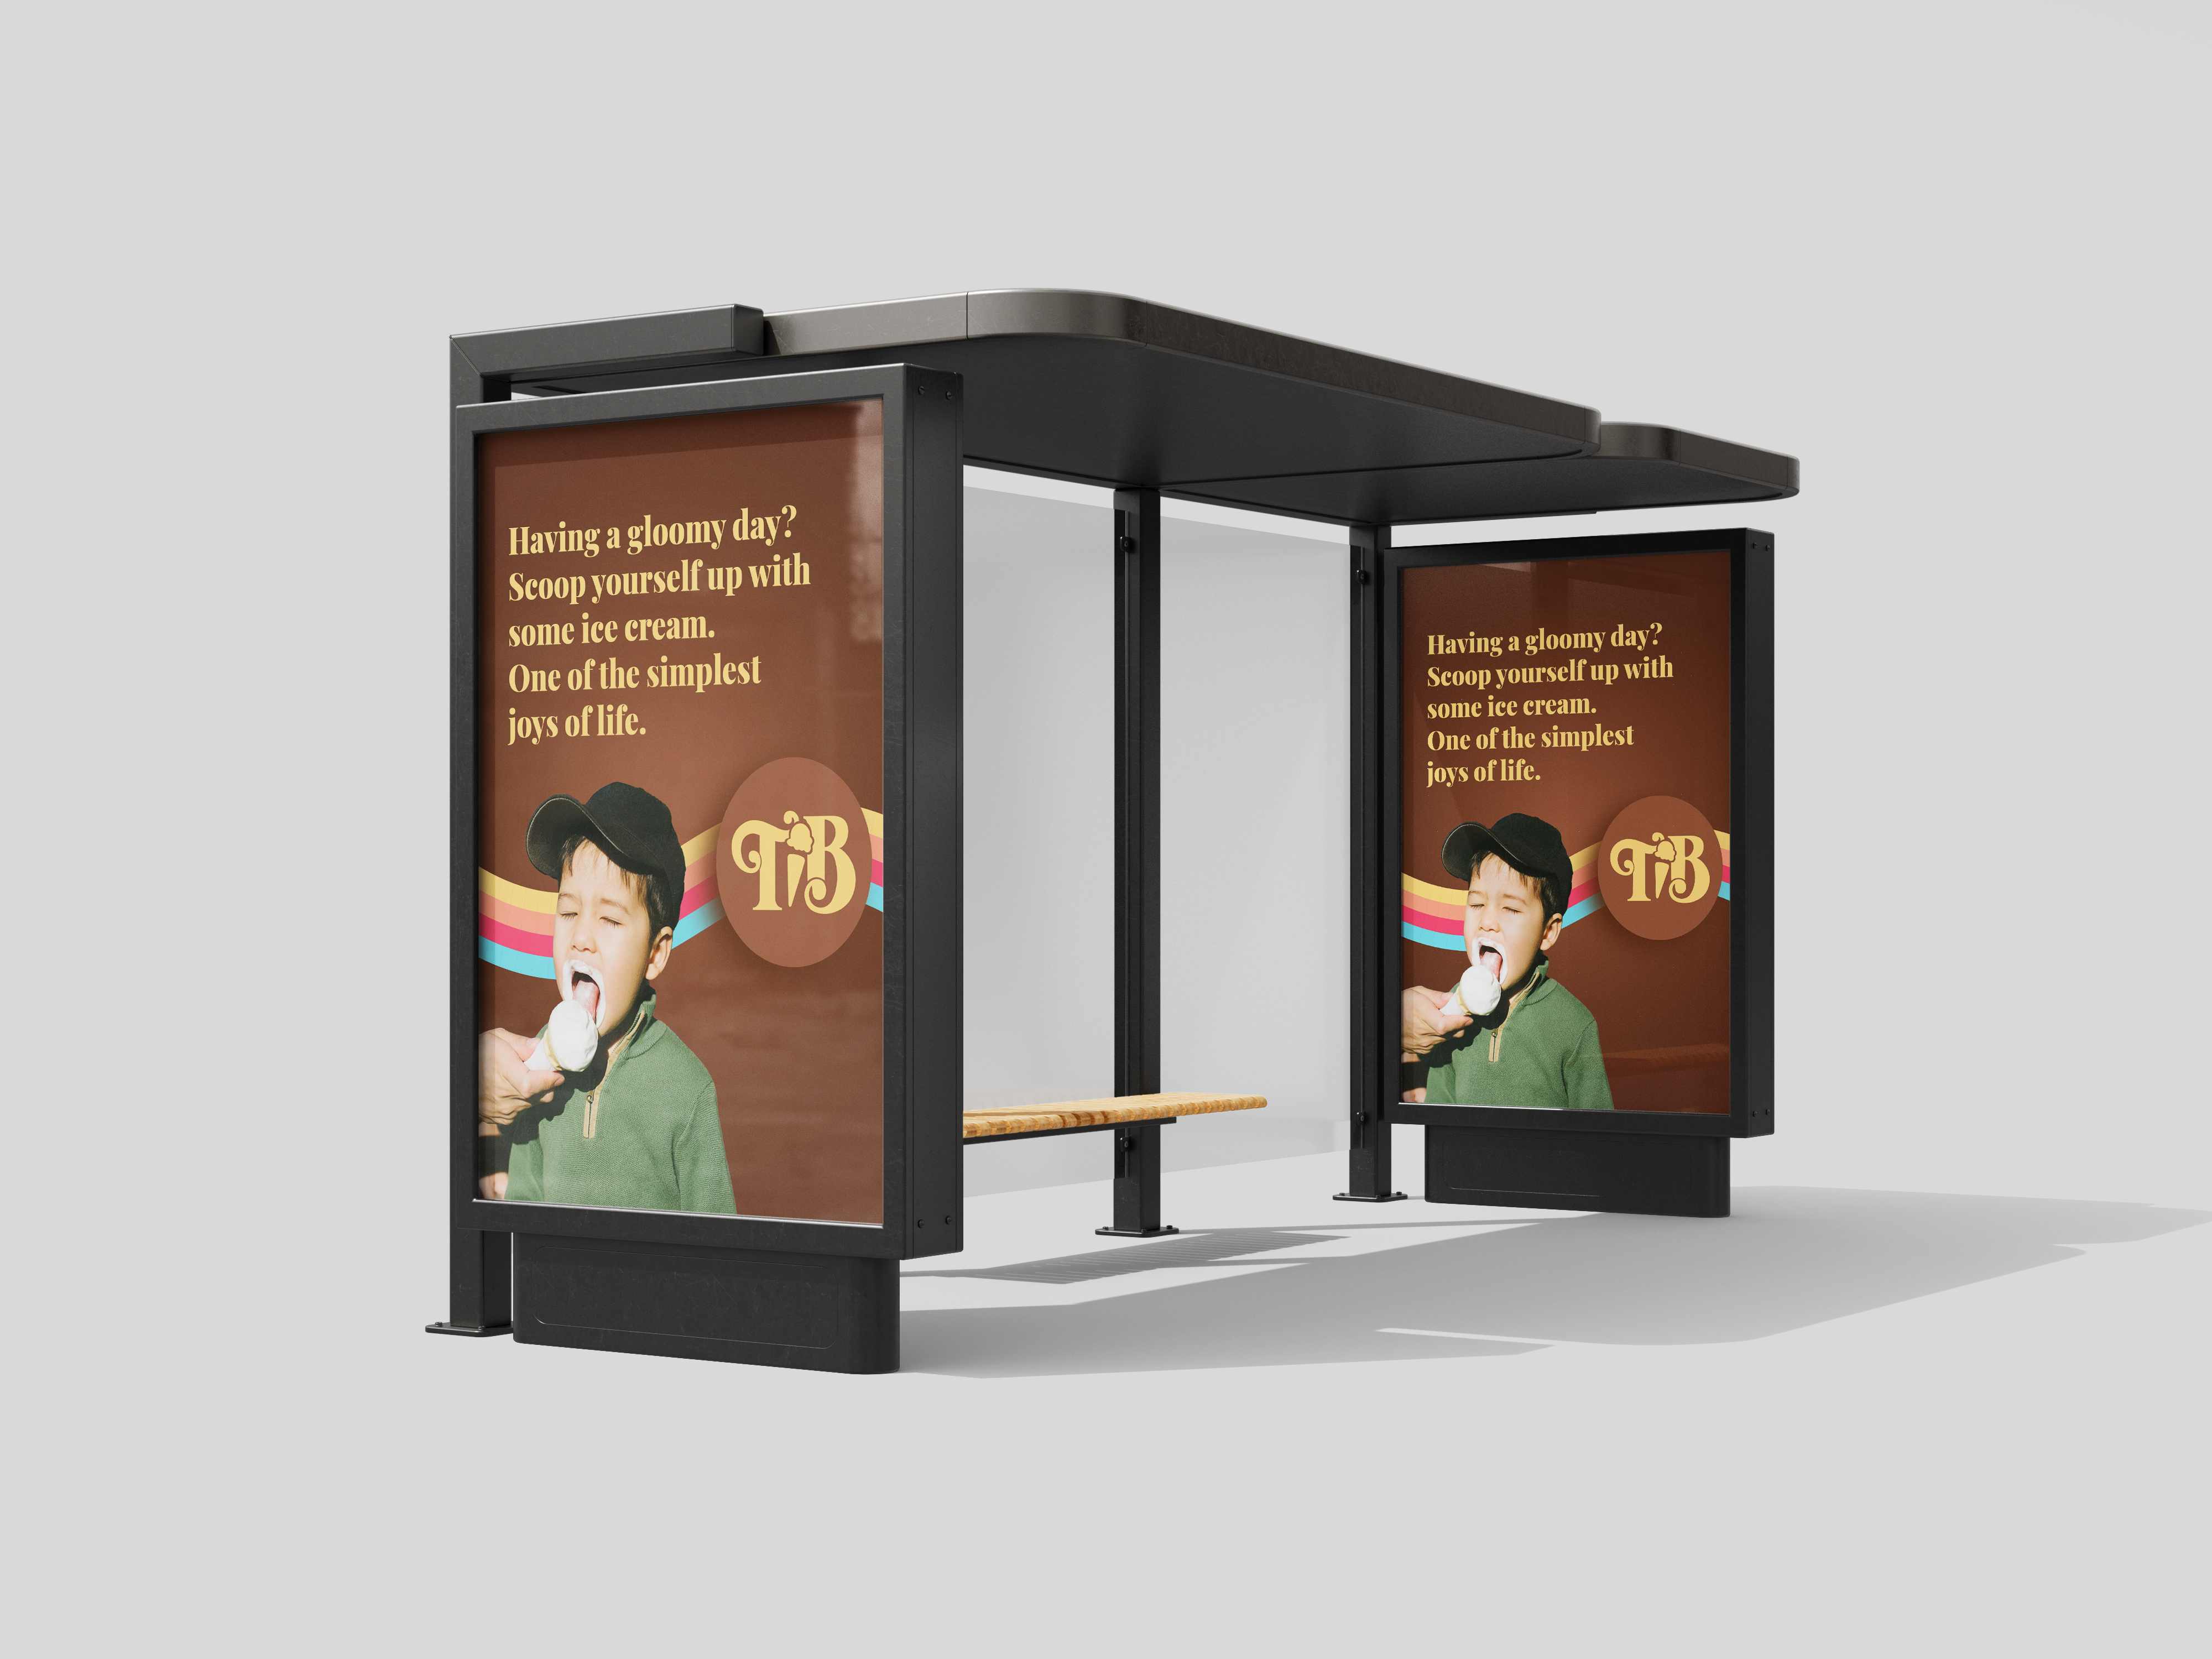 Having a gloomy day?
Scoop yourself up with
some ice cream.
One of the simplest
joys of life.
TiB
Having a gloomy day?
Scoop yourself up with
some ice cream.
One of the simplest
joys of life.
TiB